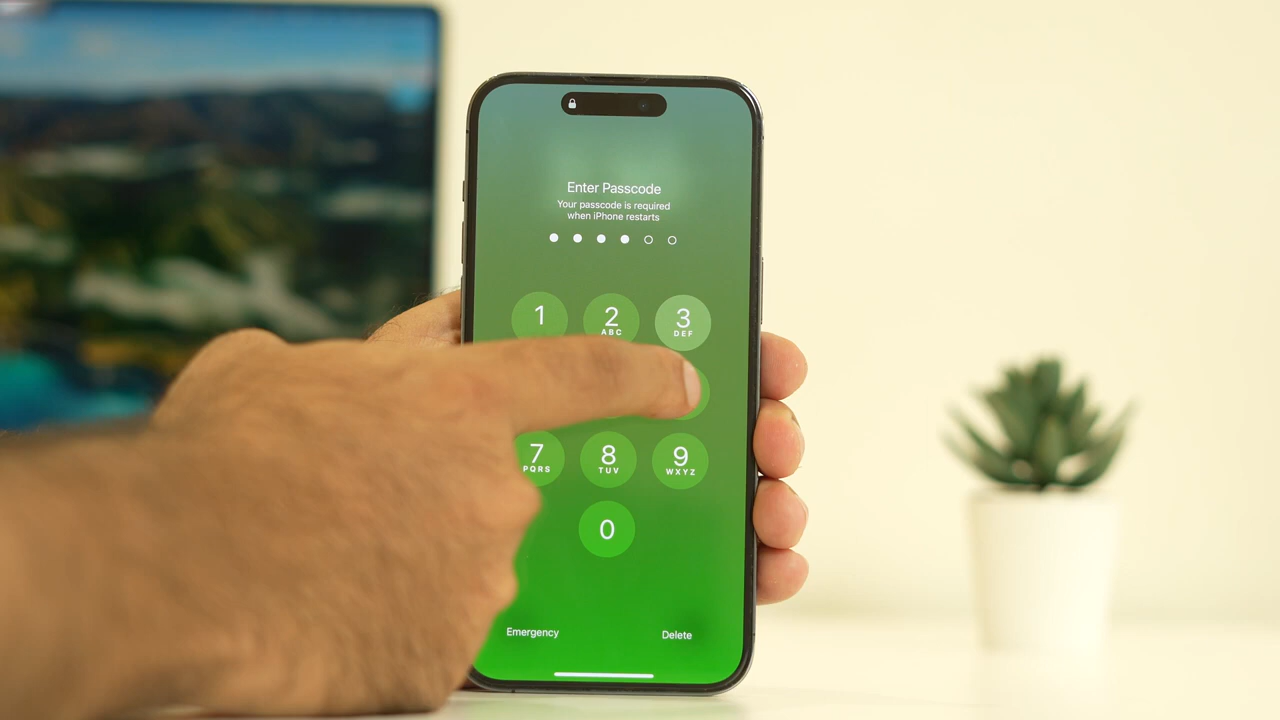 Enter Passcode
Your passcode is required
when iPhone restarts
1
2
ABC
3
DEF
7
PQRS
8
TUV
9
WXYZ
0
Emergency
Delete